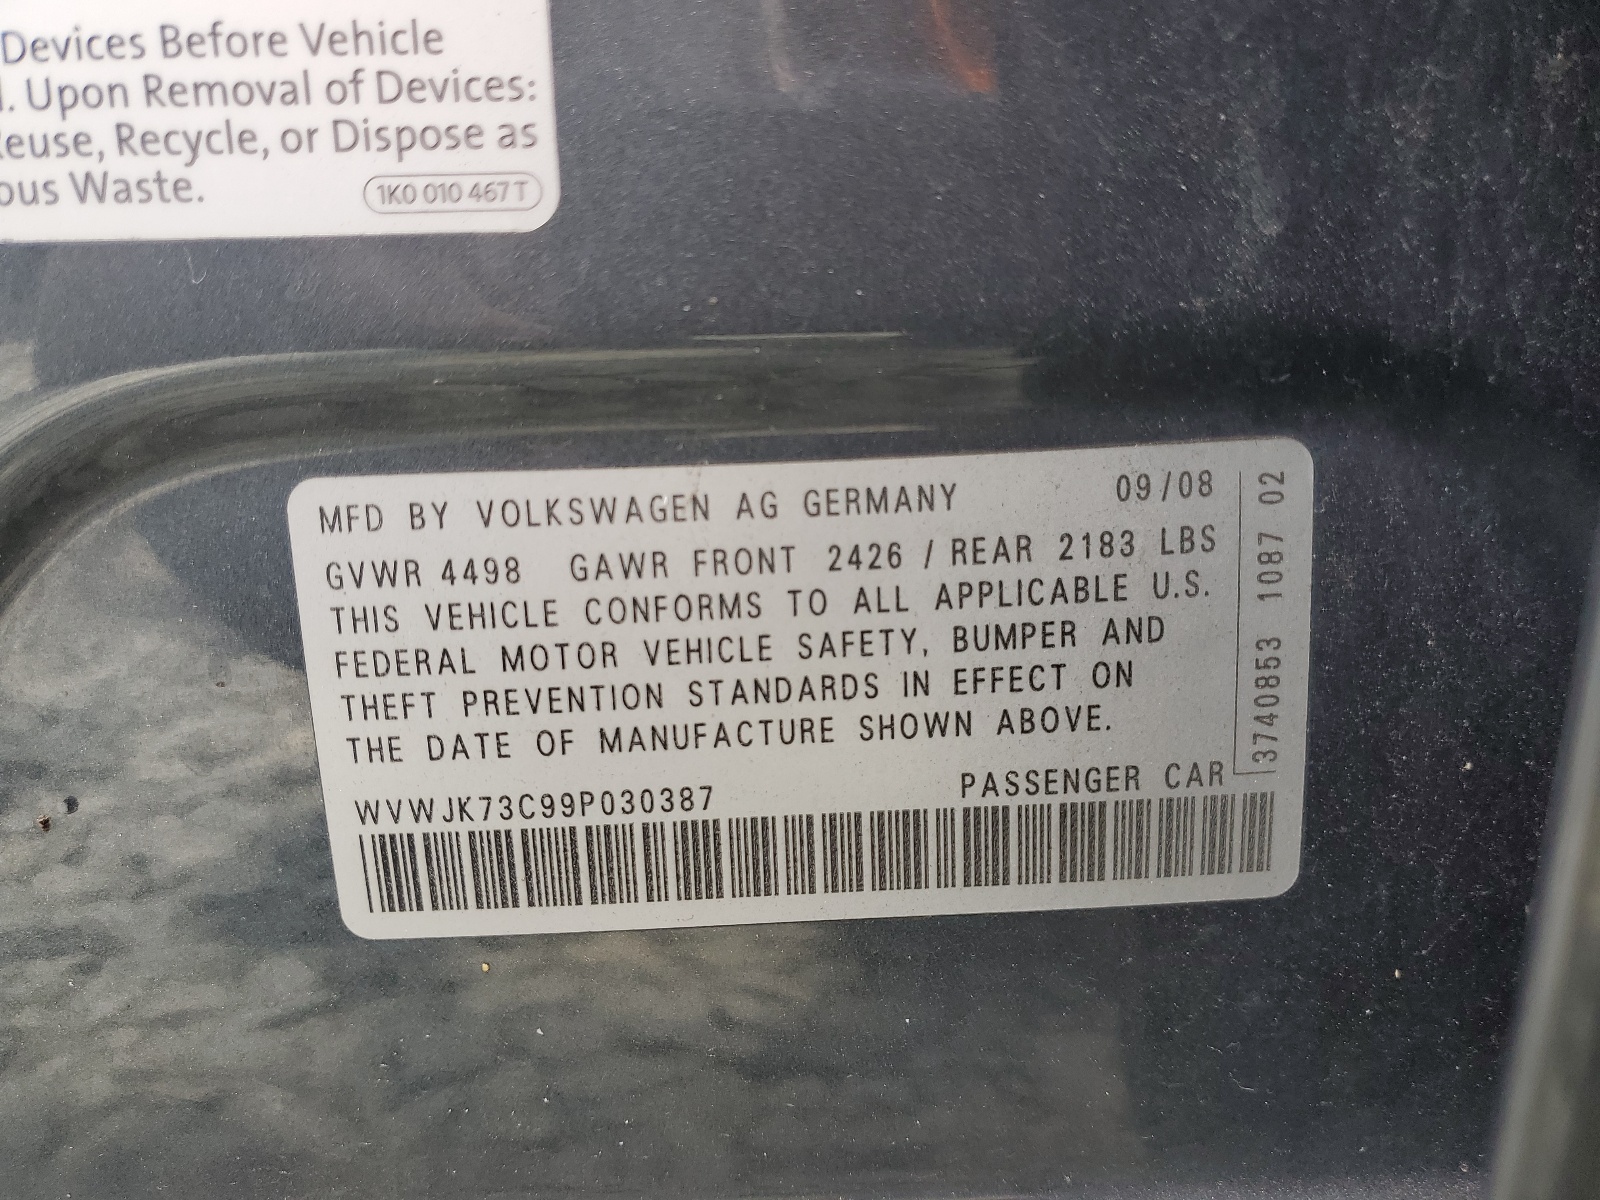 Devices Before Vehicle
. Upon Removal of Devices:
euse, Recycle, or Dispose as
ous Waste.
1K0 010 467 T
MFD BY VOLKSWAGEN AG GERMANY 09/08
GVWR 4498 GAWR FRONT 2426 / REAR 2183 LBS
THIS VEHICLE CONFORMS TO ALL APPLICABLE U.S.
FEDERAL MOTOR VEHICLE SAFETY, BUMPER AND
THEFT PREVENTION STANDARDS IN EFFECT ON
THE DATE OF MANUFACTURE SHOWN ABOVE.
WVWJK73C99P030387 PASSENGER CAR
3740853 1087 02